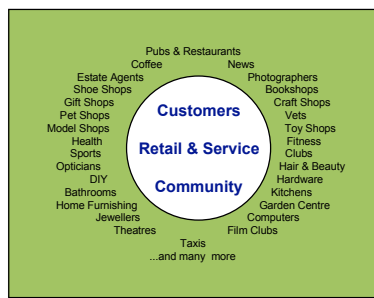 Pubs & Restaurants
Coffee News
Estate Agents Photographers
Shoe Shops Bookshops
Gift Shops Craft Shops
Pet Shops Vets
Model Shops Toy Shops
Health Fitness
Sports Clubs
Opticians Hair & Beauty
DIY Hardware
Bathrooms Kitchens
Home Furnishing Garden Centre
Jewellers Computers
Theatres Film Clubs
Taxis
...and many more
Customers
Retail & Service
Community